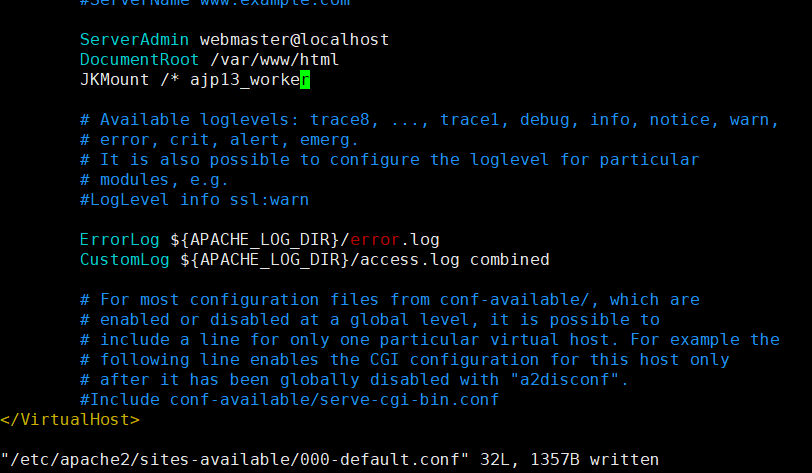 #ServerName www.example.com
ServerAdmin webmaster@localhost
DocumentRoot /var/www/html
JKMount /* ajp13_worker
# Available loglevels: trace8, ..., trace1, debug, info, notice, warn,
# error, crit, alert, emerg.
# It is also possible to configure the loglevel for particular
# modules, e.g.
#LogLevel info ssl:warn
ErrorLog ${APACHE_LOG_DIR}/error.log
CustomLog ${APACHE_LOG_DIR}/access.log combined
# For most configuration files from conf-available/, which are
# enabled or disabled at a global level, it is possible to
# include a line for only one particular virtual host. For example the
# following line enables the CGI configuration for this host only
# after it has been globally disabled with "a2disconf".
#Include conf-available/serve-cgi-bin.conf
</VirtualHost>
"/etc/apache2/sites-available/000-default.conf" 32L, 1357B written